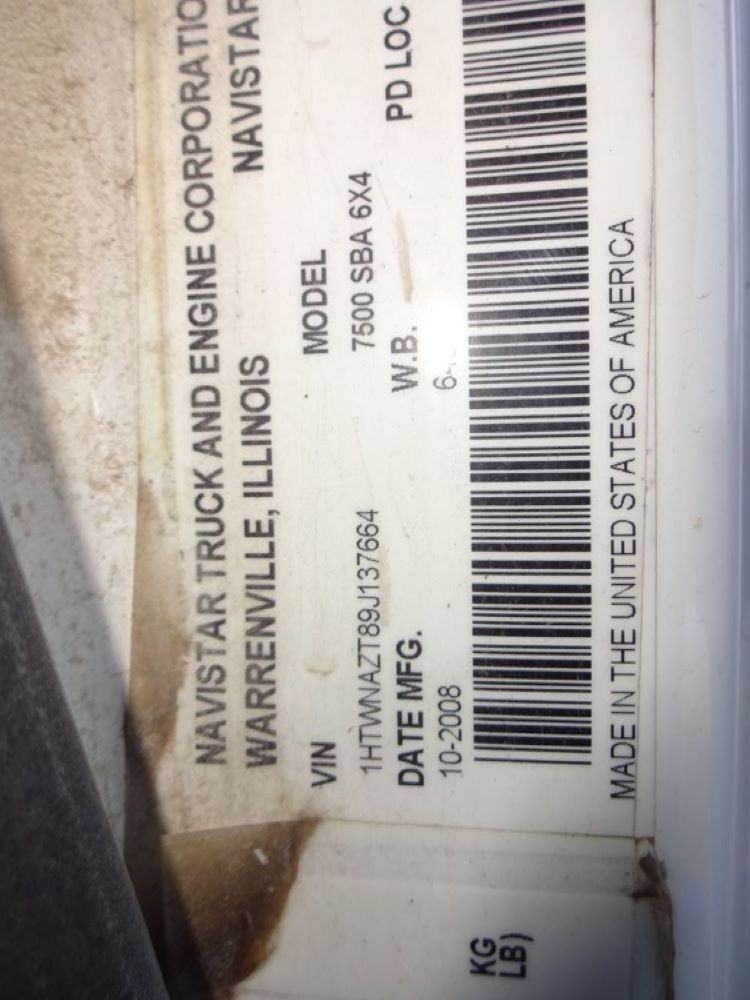 NAVISTAR TRUCK AND ENGINE CORPORATIO
WARRENVILLE, ILLINOIS NAVISTAR
VIN MODEL
1HTWNAZT89J137664 7500 SBA 6X4
DATE MFG. W.B. PD LOC
10-2008
MADE IN THE UNITED STATES OF AMERICA
KG
LB)